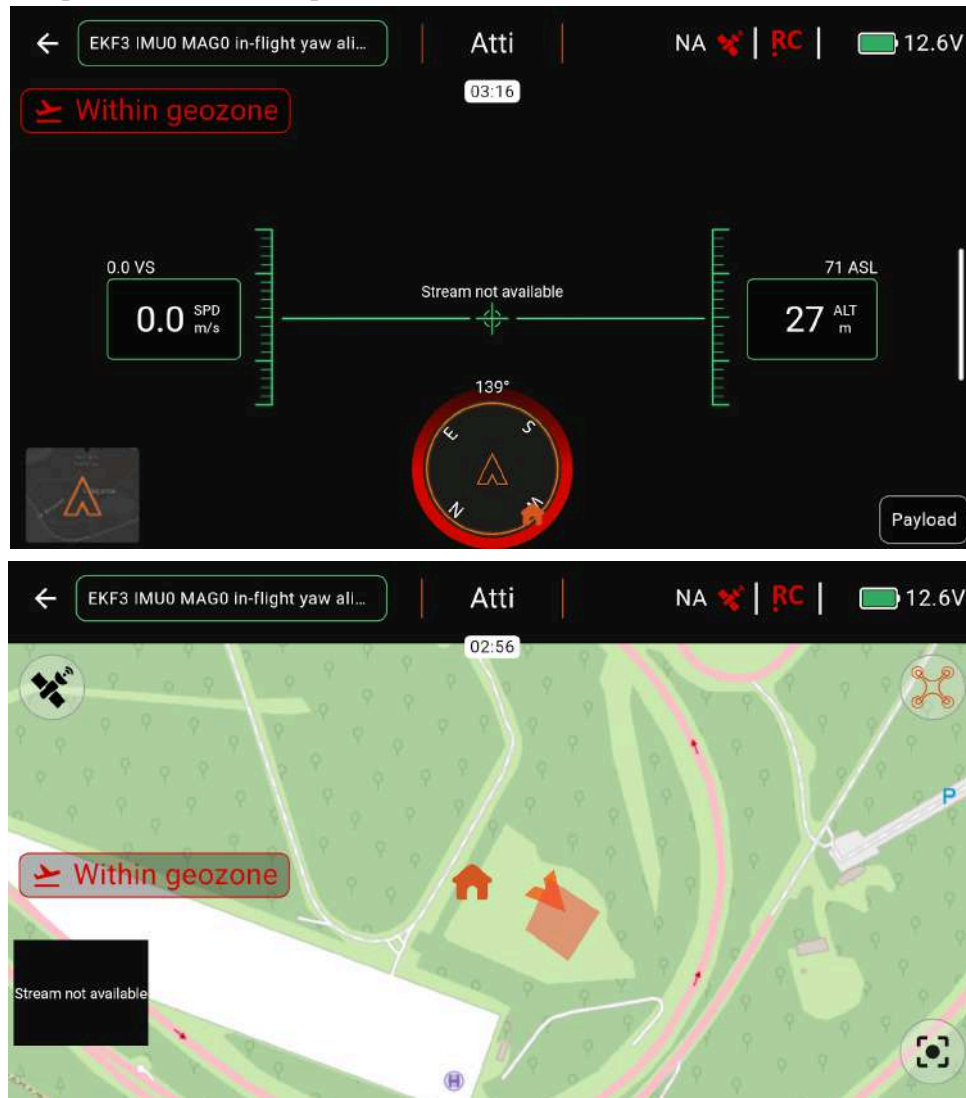 EKF3 IMU0 MAG0 in-flight yaw ali...
Atti
NA
RC
12.6V
03:16
Within geozone
0.0 VS
0.0 SPD m/s
Stream not available
71 ASL
27 ALT m
139°
E
S
N
W
Payload
EKF3 IMU0 MAG0 in-flight yaw ali...
Atti
NA
RC
12.6V
02:56
P
Within geozone
Stream not available
H